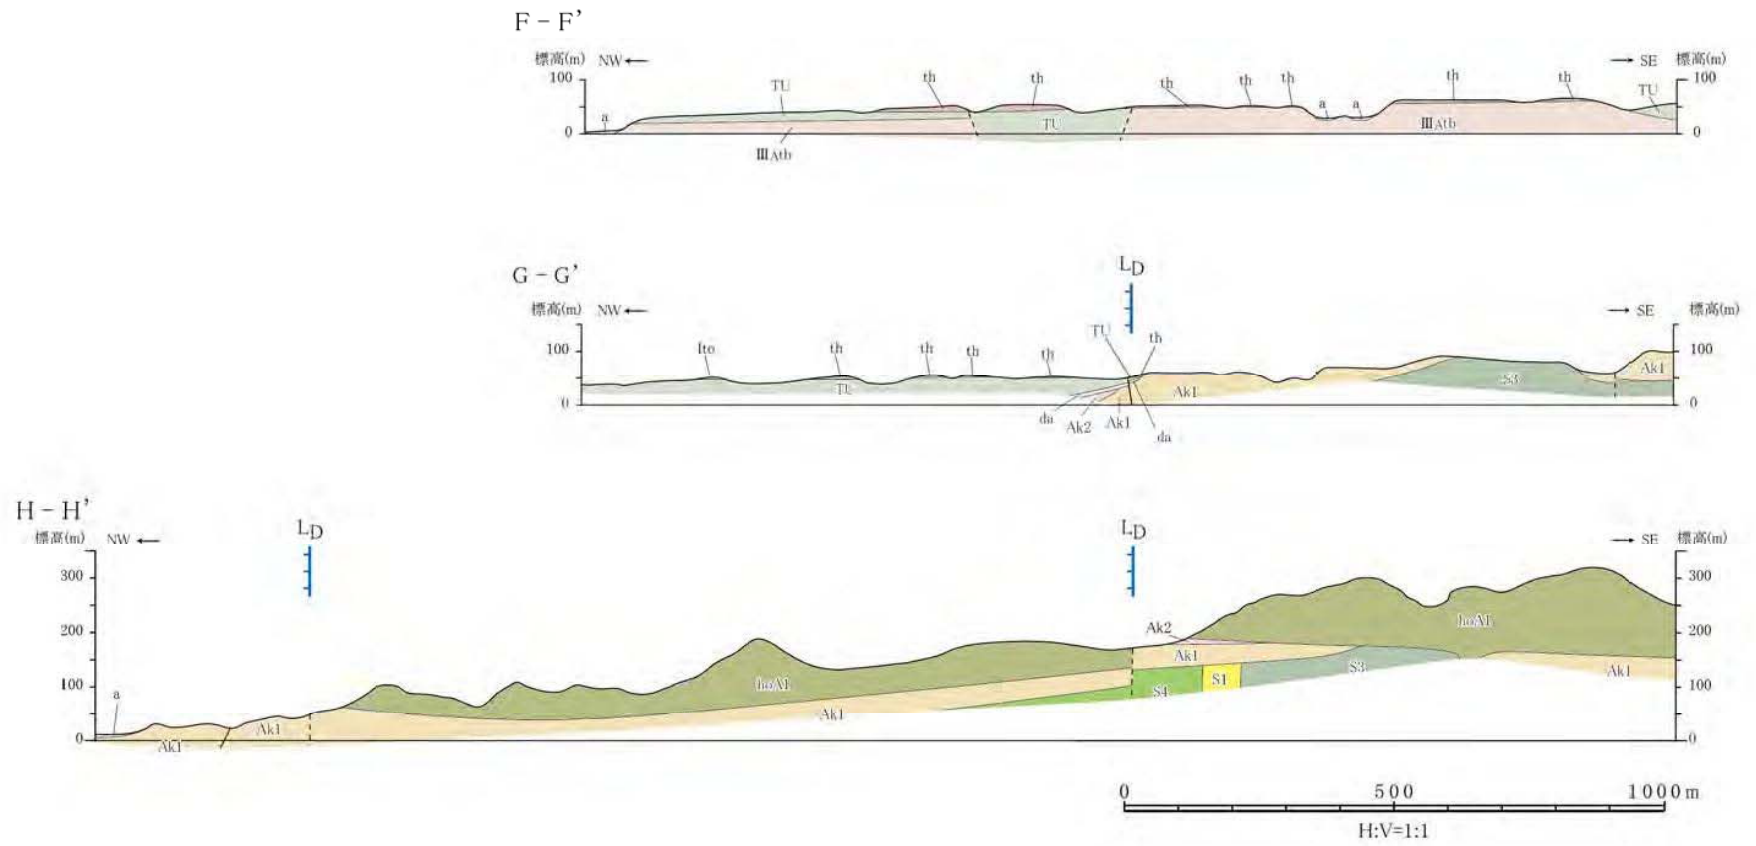 F－F’
標高(m) NW← →SE 標高(m)
100 TU th th th th th th th TU 100
a a a
0 TU ⅢAtb 0
ⅢAtb
LD
G－G’
標高(m) NW← →SE 標高(m)
TU th
100 Ito th th th th 100
TU Ak1 S3 Ak1
0 0
da Ak2 Ak1 da
H－H’
LD LD
標高(m) NW← →SE 標高(m)
300 300
200 Ak2 hoA1 200
a hoA1 Ak1 S3 Ak1
100 S4 S1 100
Ak1 Ak1 Ak1
0 0
0 500 1000m
H:V=1:1